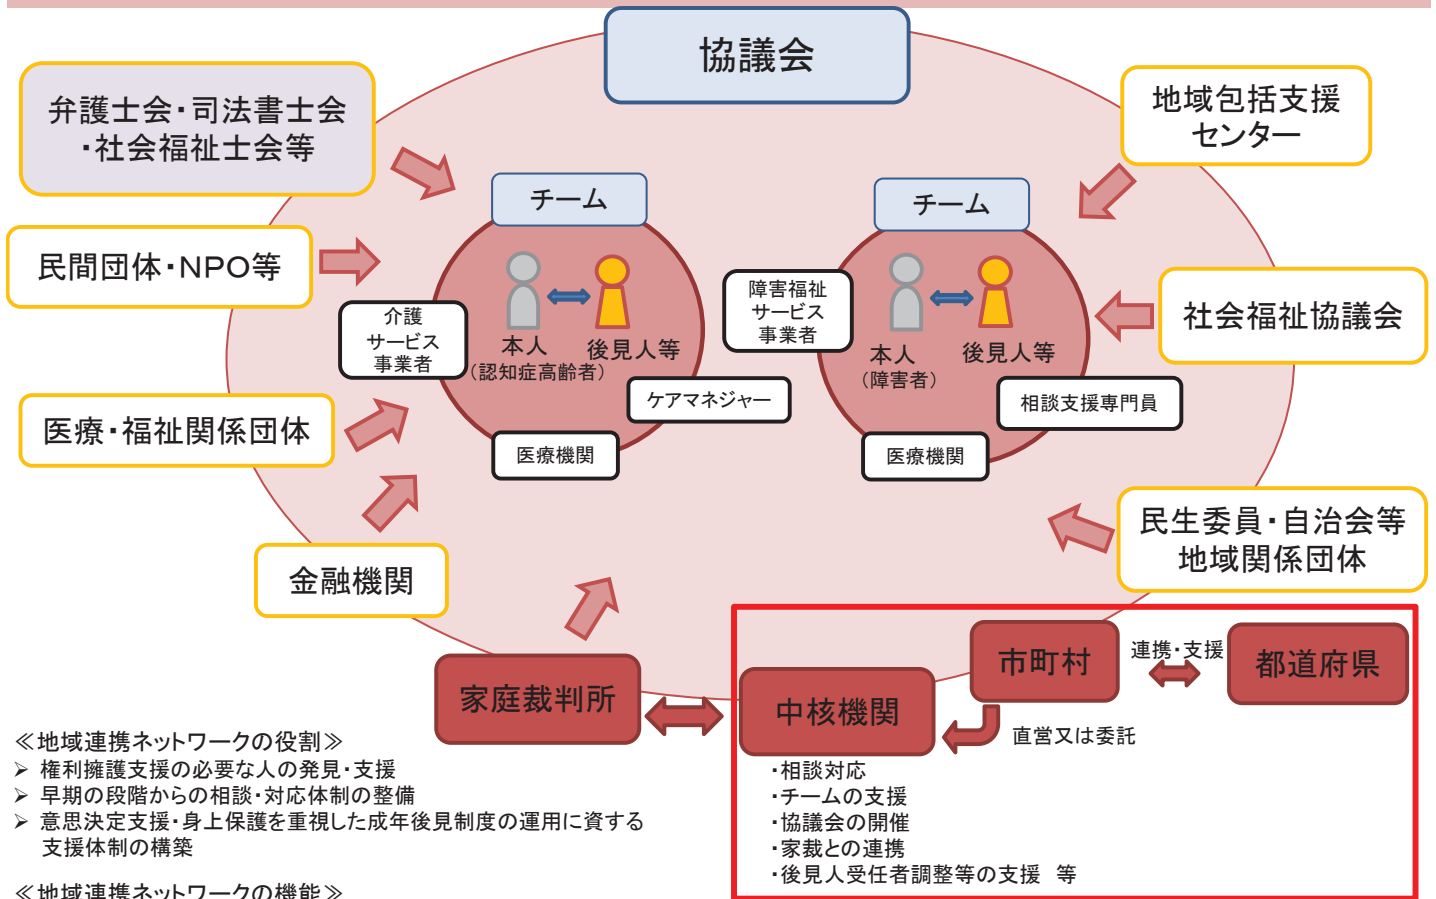 協議会
弁護士会・司法書士会
・社会福祉士会等
地域包括支援
センター
チーム
チーム
民間団体・NPO等
障害福祉
サービス
事業者
介護
サービス
事業者
社会福祉協議会
本人
(認知症高齢者)
後見人等
本人
(障害者)
後見人等
ケアマネジャー
相談支援専門員
医療・福祉関係団体
医療機関
医療機関
民生委員・自治会等
地域関係団体
金融機関
市町村
連携・支援
都道府県
家庭裁判所
中核機関
直営又は委託
≪地域連携ネットワークの役割≫
➢ 権利擁護支援の必要な人の発見・支援
➢ 早期の段階からの相談・対応体制の整備
➢ 意思決定支援・身上保護を重視した成年後見制度の運用に資する
支援体制の構築
・相談対応
・チームの支援
・協議会の開催
・家裁との連携
・後見人受任者調整等の支援 等
≪地域連携ネットワークの機能≫